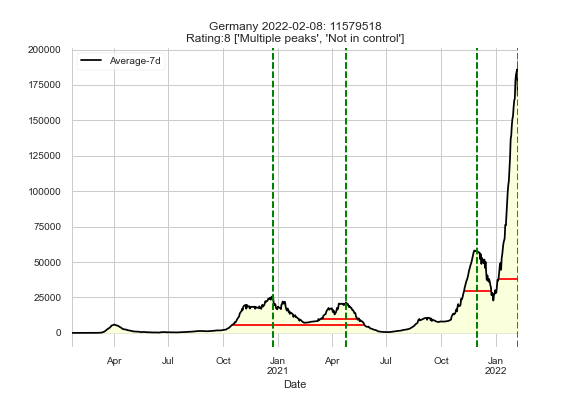 Germany 2022-02-08: 11579518
Rating:8 ['Multiple peaks', 'Not in control']
200000
Average-7d
175000
150000
125000
100000
75000
50000
25000
0
Apr Jul Oct Jan Apr Jul Oct Jan
2021 2022
Date